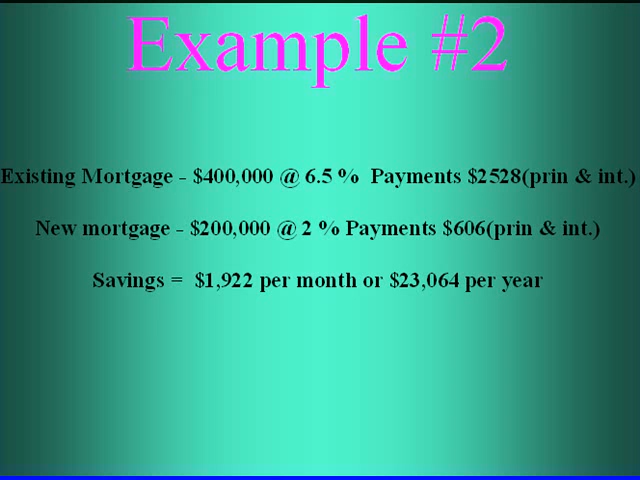 Example #2
Existing Mortgage - $400,000 @ 6.5 %  Payments $2528(prin & int.)
New mortgage - $200,000 @ 2 % Payments $606(prin & int.)
Savings =  $1,922 per month or $23,064 per year